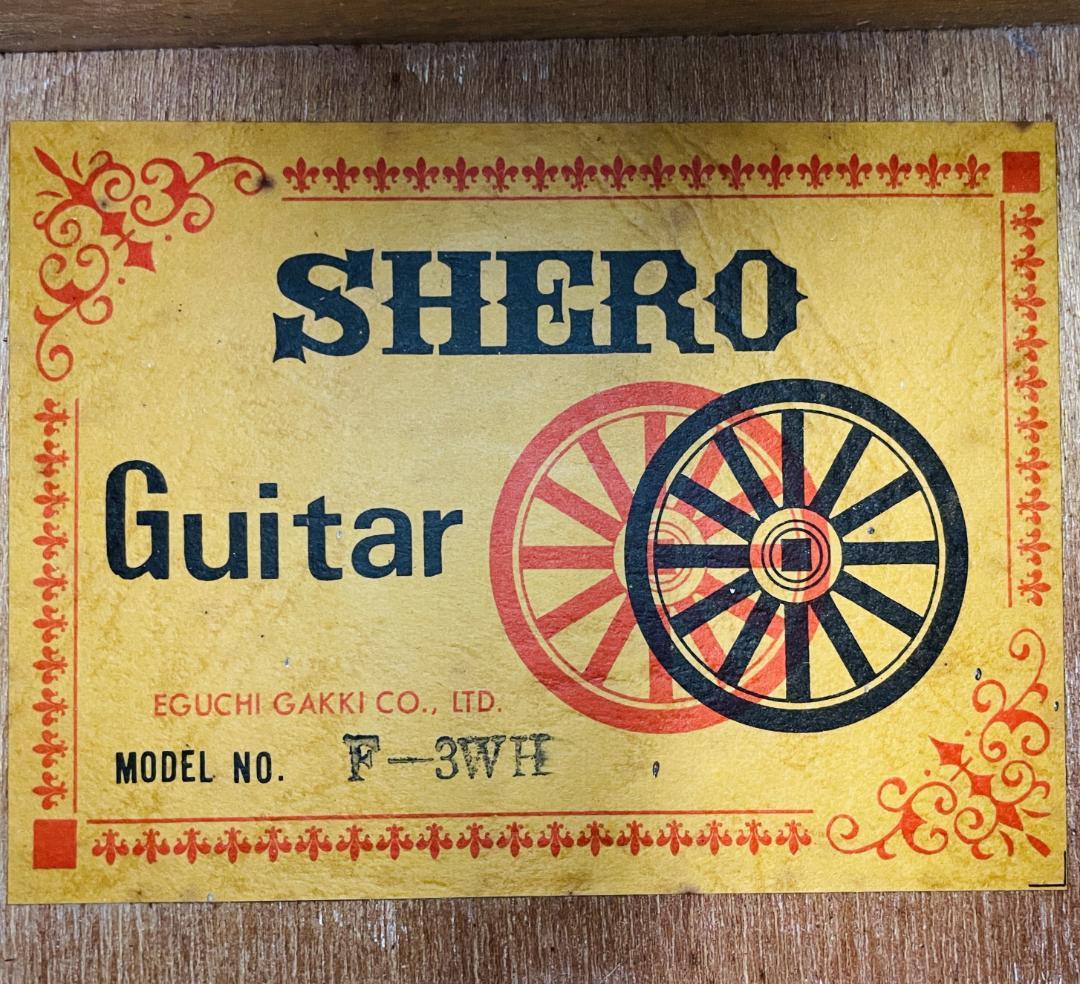 SHERO
Guitar
EGUCHI GAKKI CO., LTD.
MODEL NO. F-3WH